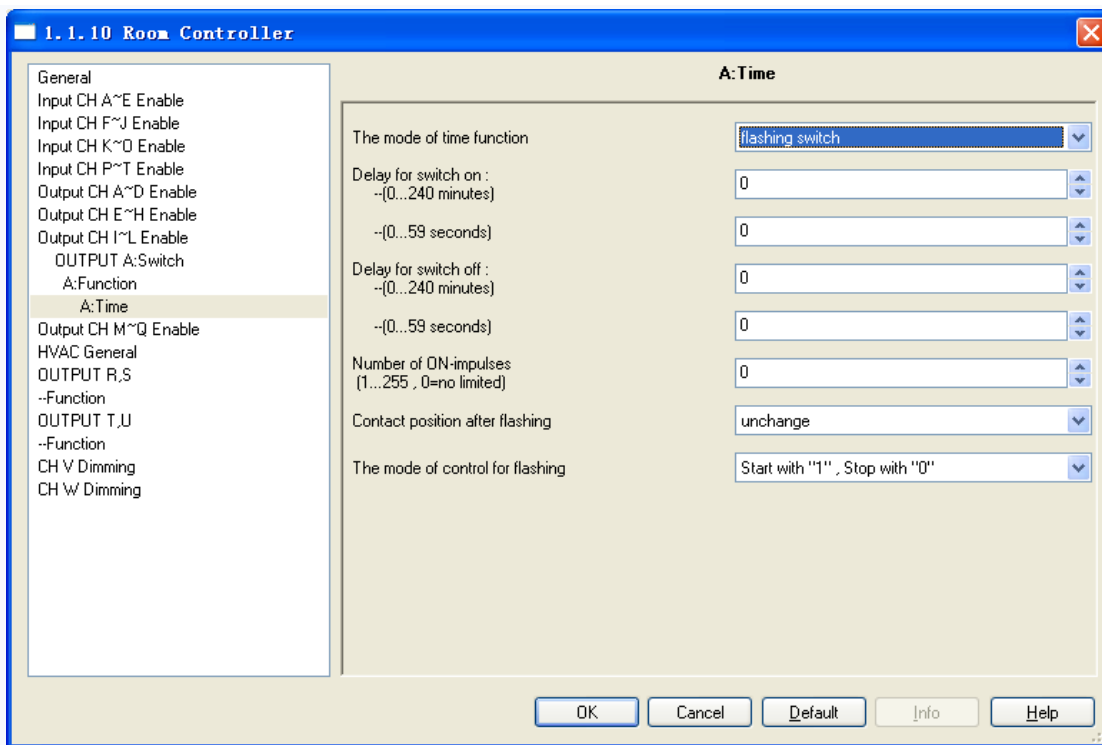 1.1.10 Room Controller
General
Input CH A~E Enable
Input CH F~J Enable
Input CH K~O Enable
Input CH P~T Enable
Output CH A~D Enable
Output CH E~H Enable
Output CH I~L Enable
OUTPUT A:Switch
A:Function
A:Time
Output CH M~Q Enable
HVAC General
OUTPUT R,S
--Function
OUTPUT T,U
--Function
CH V Dimming
CH W Dimming
A:Time
The mode of time function
flashing switch
Delay for switch on :
--(0...240 minutes)
0
--(0...59 seconds)
0
Delay for switch off :
--(0...240 minutes)
0
--(0...59 seconds)
0
Number of ON-impulses
(1...255 , 0=no limited)
0
Contact position after flashing
unchange
The mode of control for flashing
Start with "1" , Stop with "0"
OK
Cancel
Default
Info
Help